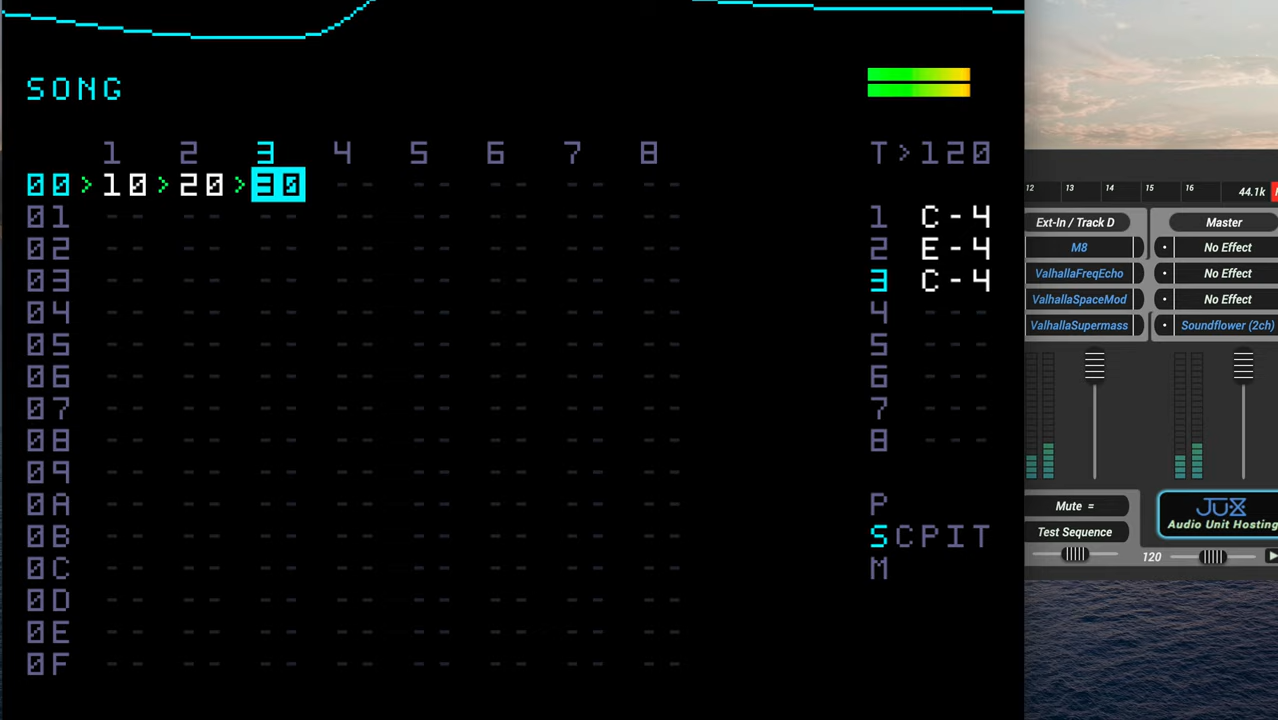 SONG
1 2 3 4 5 6 7 8
T>120
00>10>20>30 -- -- -- -- --
01 -- -- -- -- -- -- -- --
1 C-4
02 -- -- -- -- -- -- -- --
2 E-4
03 -- -- -- -- -- -- -- --
3 C-4
04 -- -- -- -- -- -- -- --
4 ---
05 -- -- -- -- -- -- -- --
5 ---
06 -- -- -- -- -- -- -- --
6 ---
07 -- -- -- -- -- -- -- --
7 ---
08 -- -- -- -- -- -- -- --
8 ---
09 -- -- -- -- -- -- -- --
0A -- -- -- -- -- -- -- --
P
0B -- -- -- -- -- -- -- --
SCPIT
0C -- -- -- -- -- -- -- --
M
0D -- -- -- -- -- -- -- --
0E -- -- -- -- -- -- -- --
0F -- -- -- -- -- -- -- --
12 13 14 15 16 44.1k
Ext-In / Track D
Master
M8
No Effect
ValhallaFreqEcho
No Effect
ValhallaSpaceMod
No Effect
ValhallaSupermass
Soundflower (2ch)
Mute =
JUX
Audio Unit Hosting
Test Sequence
120